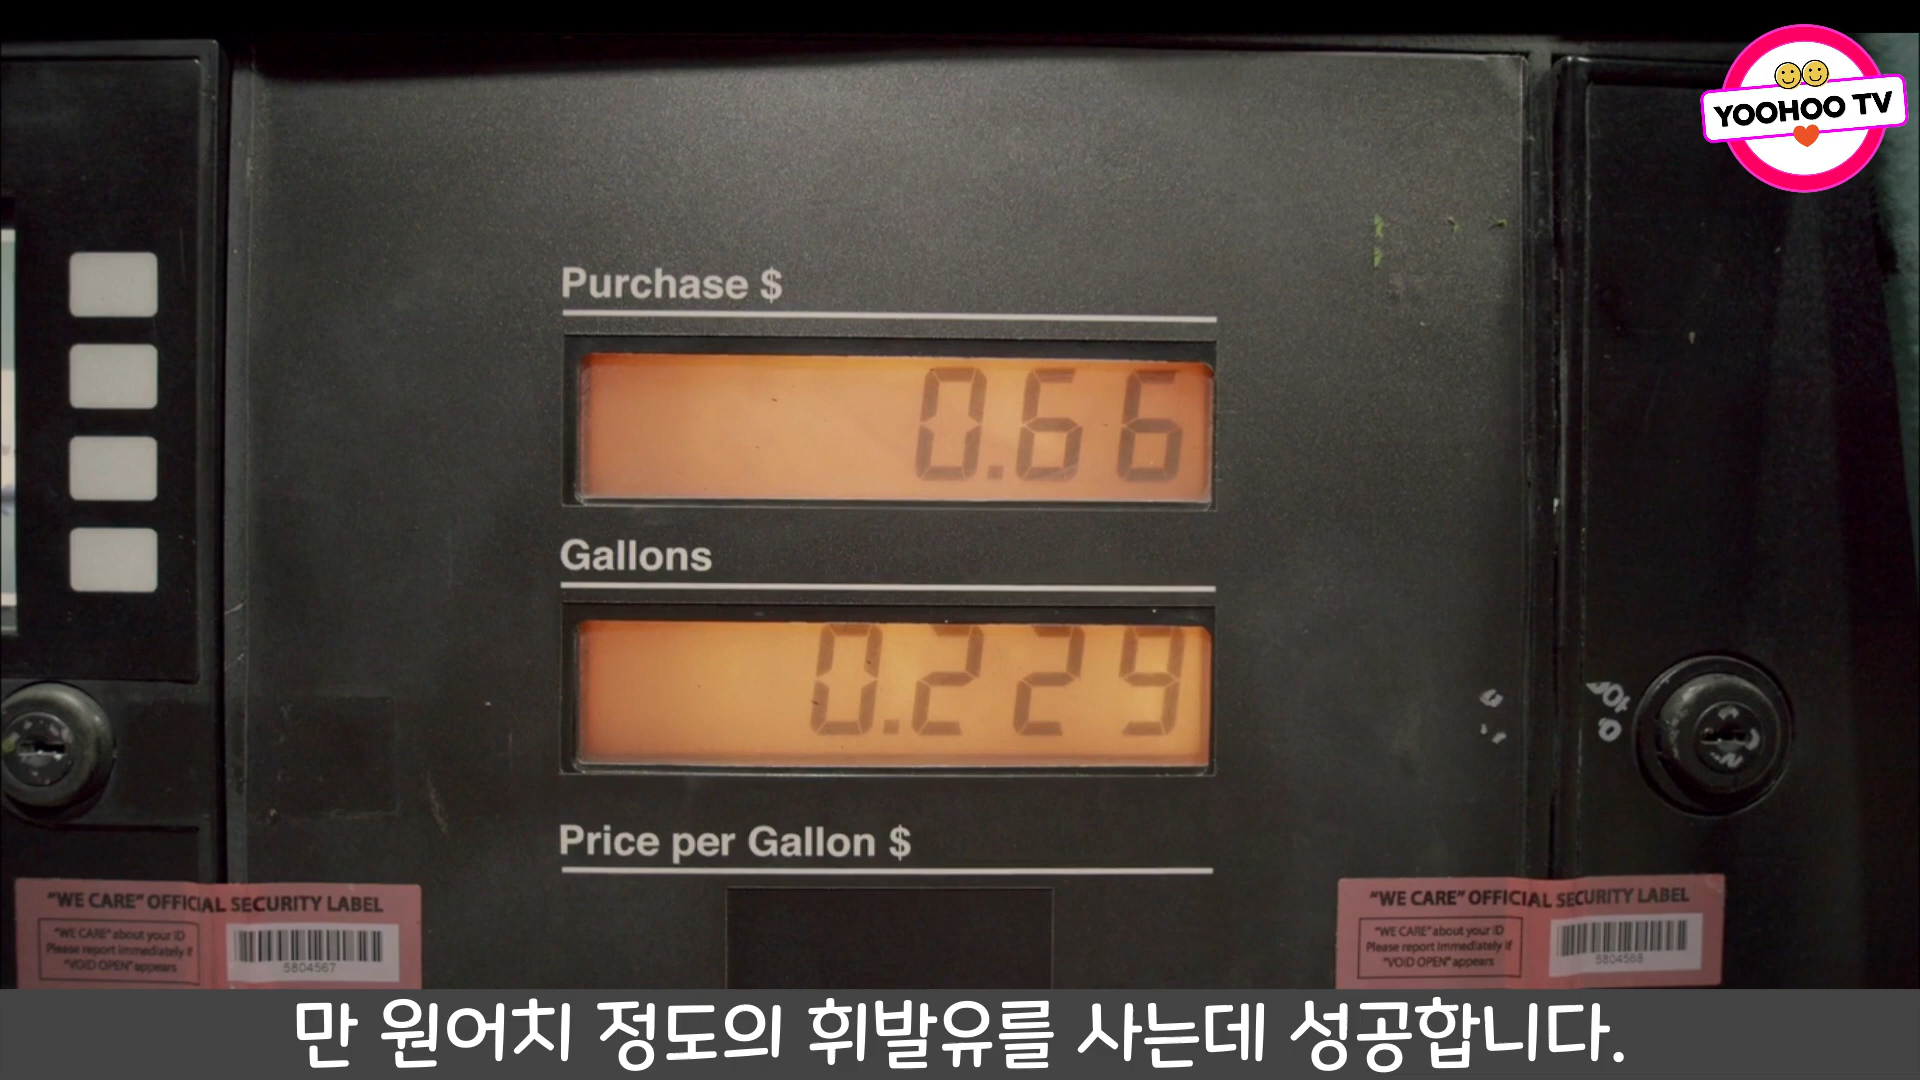 YOOHOO TV
Purchase $
0.66
Gallons
0.229
Price per Gallon $
"WE CARE" OFFICIAL SECURITY LABEL
"WE CARE" about your ID
Please report immediately if
"VOID OPEN" appears
5804567
"WE CARE" OFFICIAL SECURITY LABEL
"WE CARE" about your ID
Please report immediately if
"VOID OPEN" appears
5804568
만 원어치 정도의 휘발유를 사는데 성공합니다.